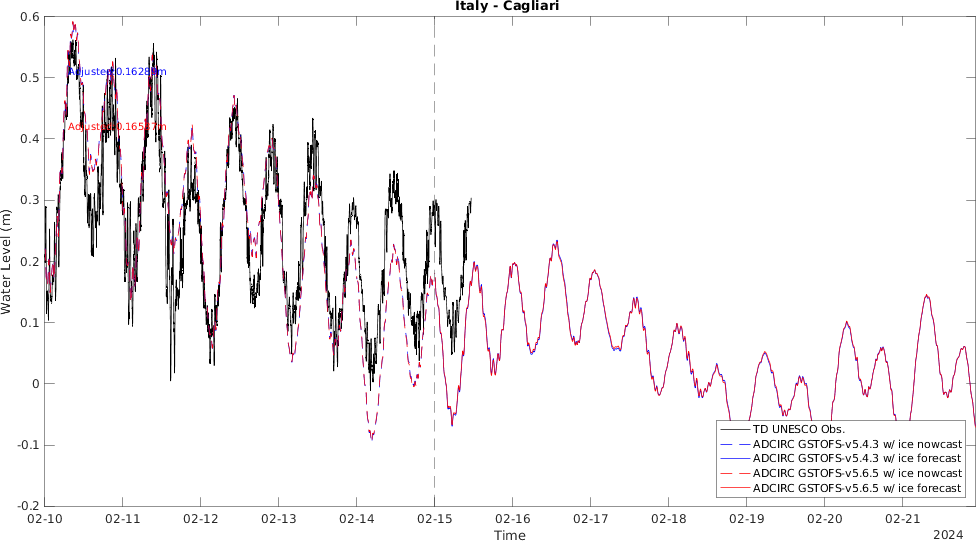 Italy - Cagliari
0.6
0.5
0.4
0.3
0.2
0.1
0
-0.1
-0.2
Water Level (m)
02-10 02-11 02-12 02-13 02-14 02-15 02-16 02-17 02-18 02-19 02-20 02-21
Time
2024
TD UNESCO Obs.
ADCIRC GSTOFS-v5.4.3 w/ ice nowcast
ADCIRC GSTOFS-v5.4.3 w/ ice forecast
ADCIRC GSTOFS-v5.6.5 w/ ice nowcast
ADCIRC GSTOFS-v5.6.5 w/ ice forecast
Adjusted
Adjusted